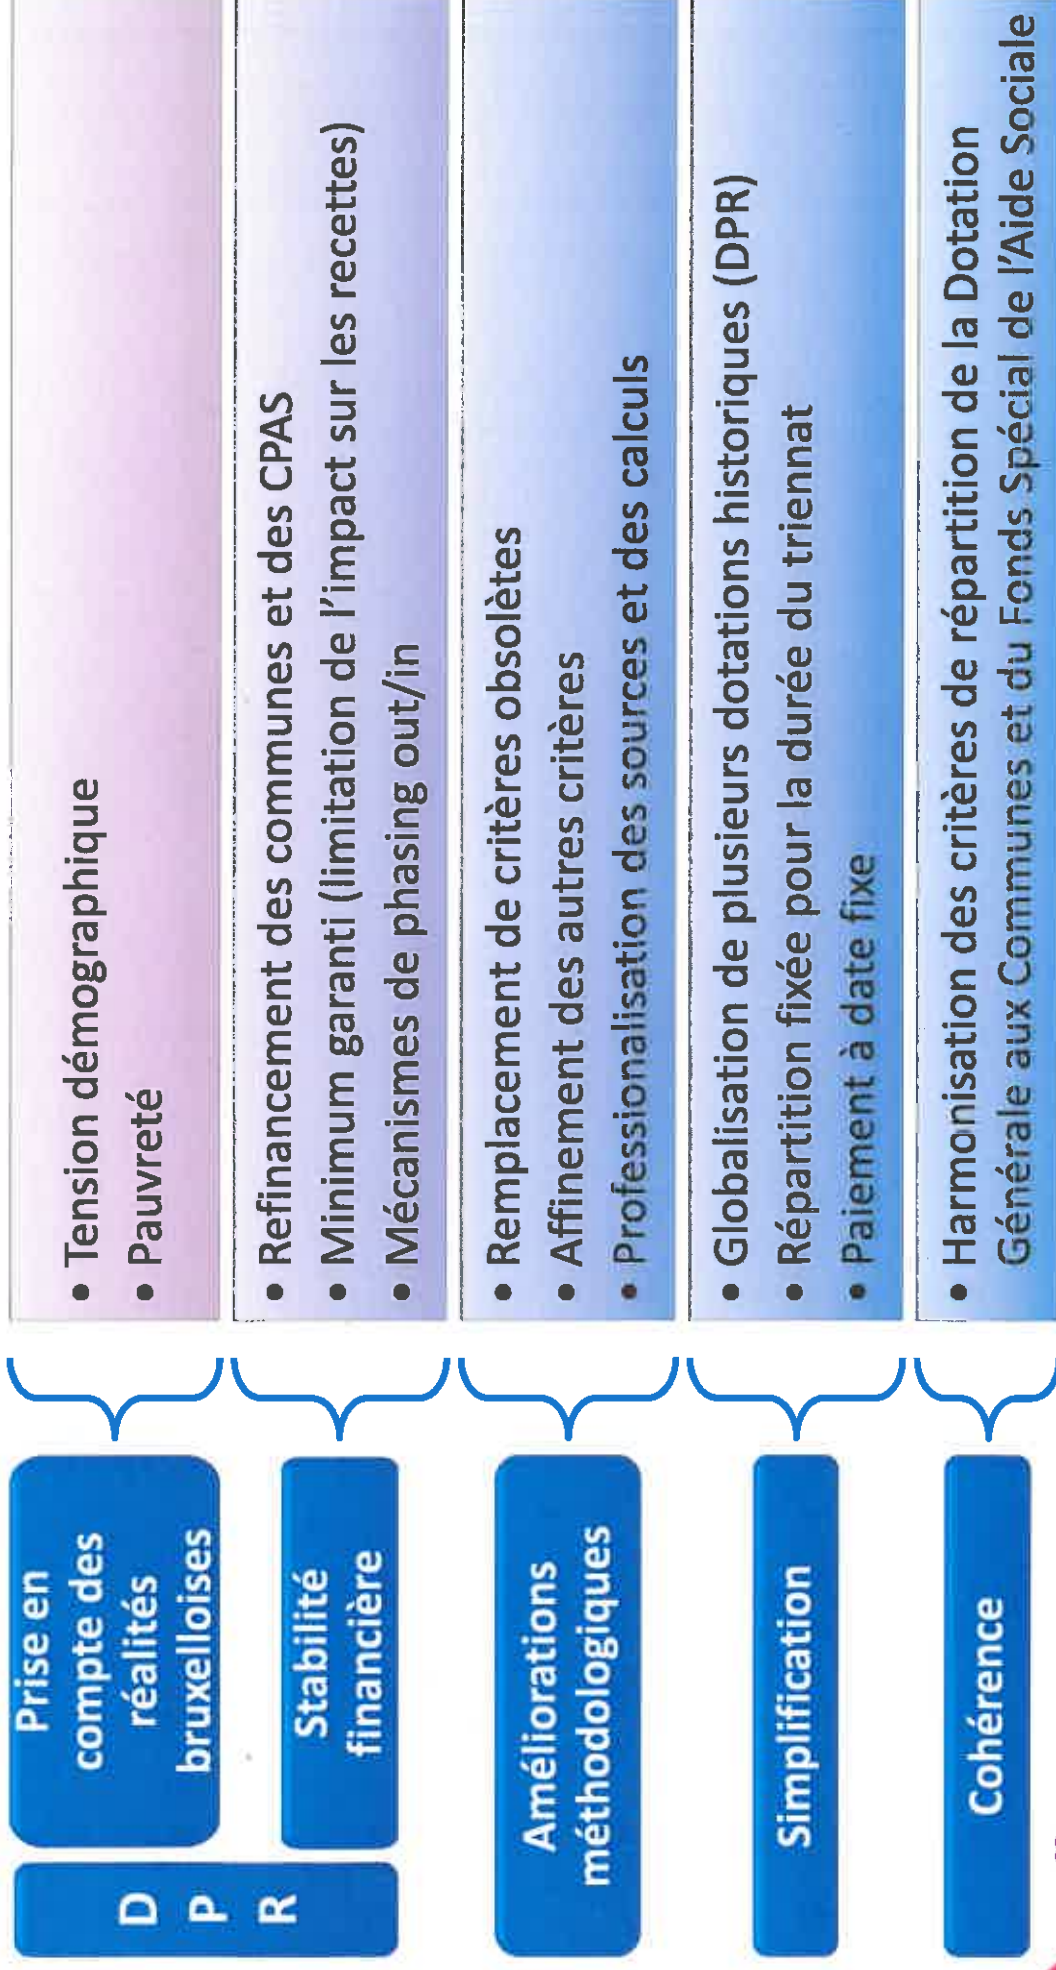 D
P
R
Prise en
compte des
réalités
bruxelloises
• Tension démographique
• Pauvreté
Stabilité
financière
• Refinancement des communes et des CPAS
• Minimum garanti (limitation de l'impact sur les recettes)
• Mécanismes de phasing out/in
Améliorations
méthodologiques
• Remplacement de critères obsolètes
• Affinement des autres critères
• Professionalisation des sources et des calculs
Simplification
• Globalisation de plusieurs dotations historiques (DPR)
• Répartition fixée pour la durée du triennat
• Paiement à date fixe
Cohérence
• Harmonisation des critères de répartition de la Dotation
Générale aux Communes et du Fonds Spécial de l'Aide Sociale